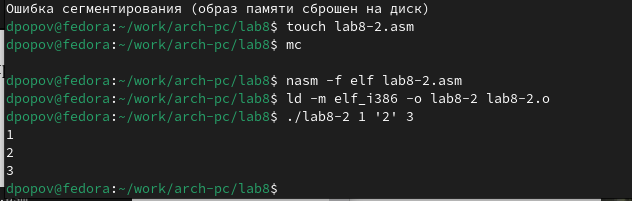 Ошибка сегментирования (образ памяти сброшен на диск)
dpopov@fedora:~/work/arch-pc/lab8$ touch lab8-2.asm
dpopov@fedora:~/work/arch-pc/lab8$ mc
dpopov@fedora:~/work/arch-pc/lab8$ nasm -f elf lab8-2.asm
dpopov@fedora:~/work/arch-pc/lab8$ ld -m elf_i386 -o lab8-2 lab8-2.o
dpopov@fedora:~/work/arch-pc/lab8$ ./lab8-2 1 '2' 3
1
2
3
dpopov@fedora:~/work/arch-pc/lab8$